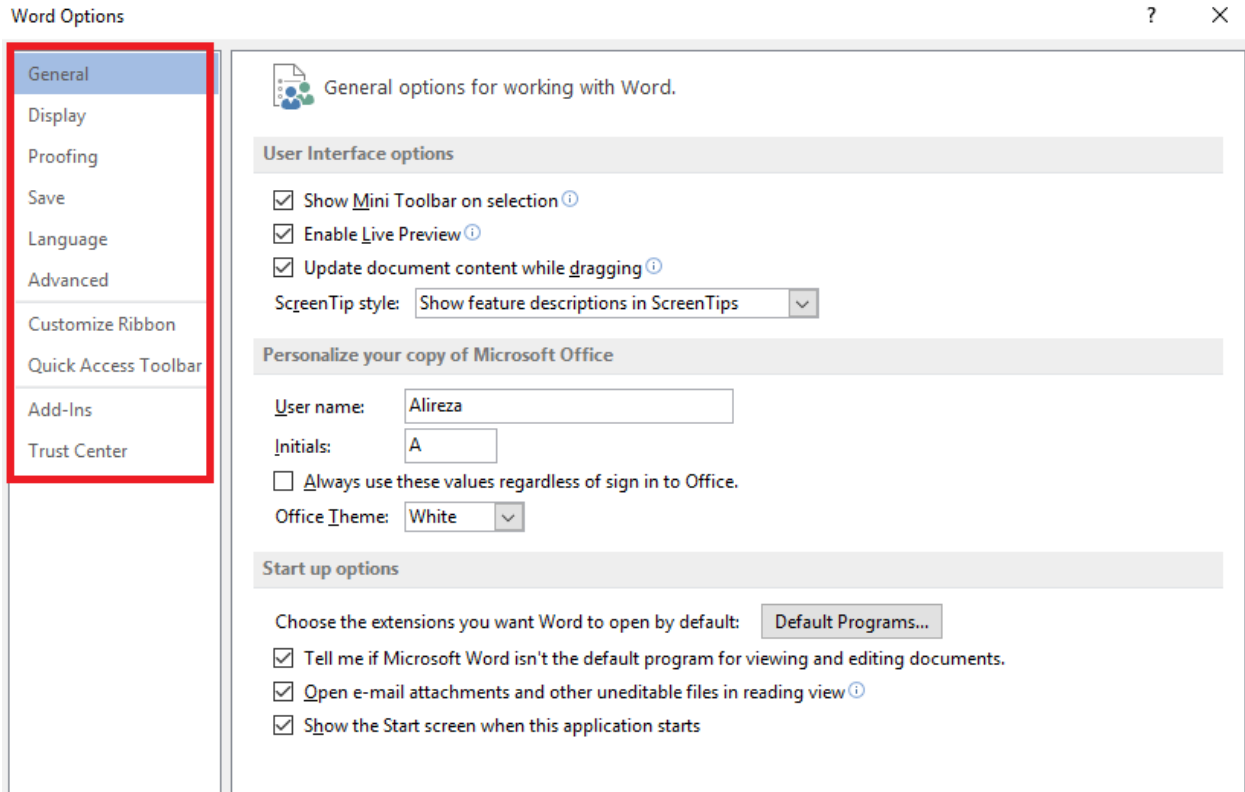 Word Options
?
General
Display
Proofing
Save
Language
Advanced
Customize Ribbon
Quick Access Toolbar
Add-Ins
Trust Center
General options for working with Word.
User Interface options
Show Mini Toolbar on selection
Enable Live Preview
Update document content while dragging
ScreenTip style: Show feature descriptions in ScreenTips
Personalize your copy of Microsoft Office
User name: Alireza
Initials: A
Always use these values regardless of sign in to Office.
Office Theme: White
Start up options
Choose the extensions you want Word to open by default: Default Programs...
Tell me if Microsoft Word isn't the default program for viewing and editing documents.
Open e-mail attachments and other uneditable files in reading view
Show the Start screen when this application starts